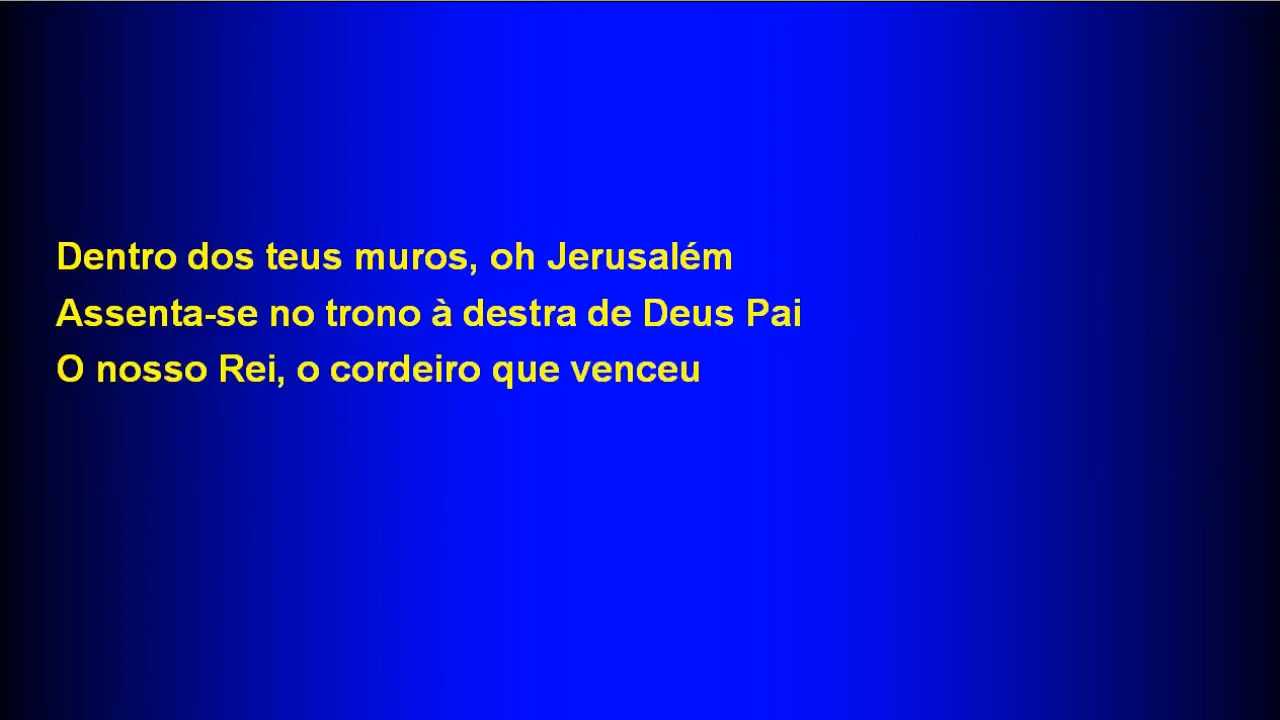 Dentro dos teus muros, oh Jerusalém
Assenta-se no trono à destra de Deus Pai
O nosso Rei, o cordeiro que venceu